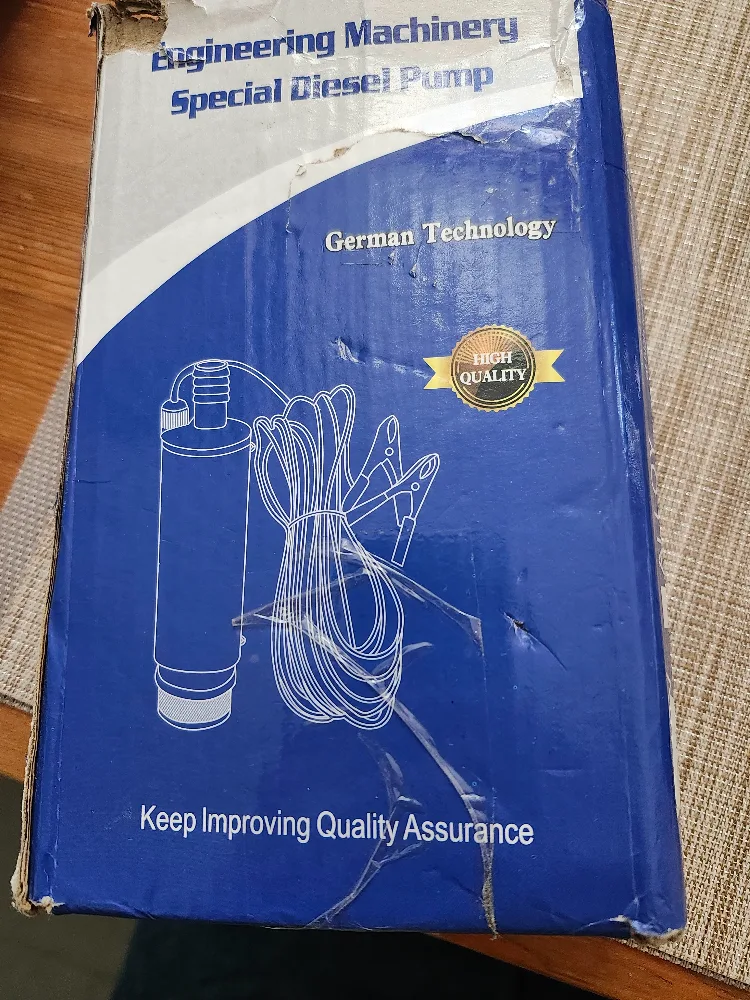 Engineering Machinery
Special Diesel Pump
German Technology
HIGH
QUALITY
Keep Improving Quality Assurance